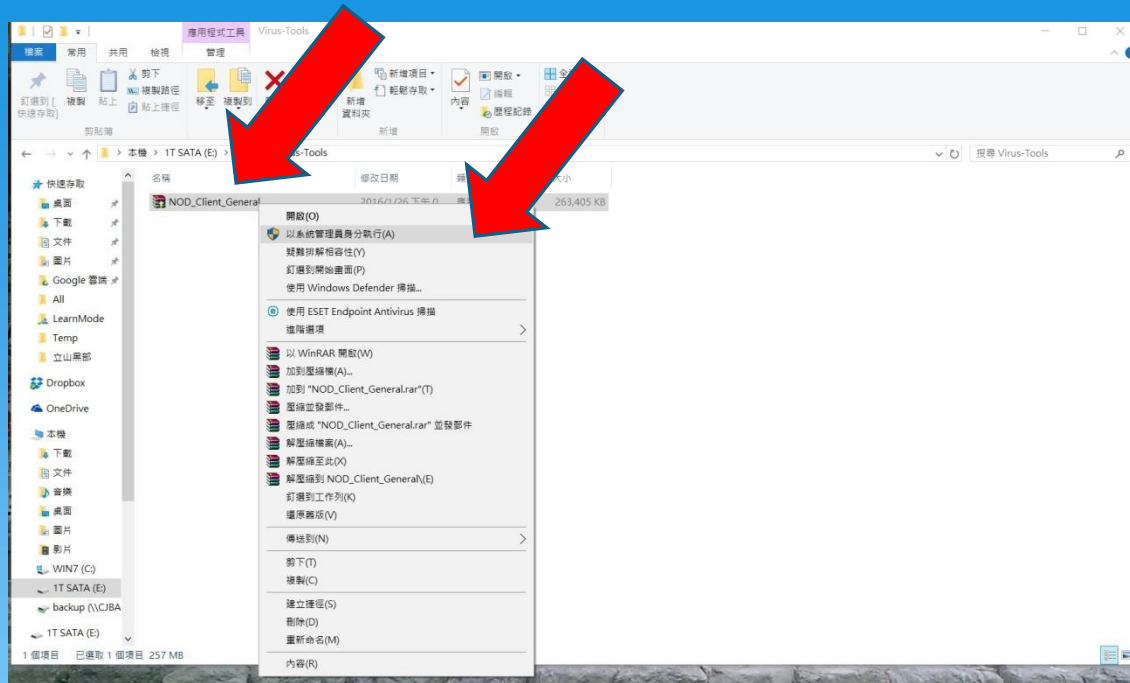 應用程式工具 Virus-Tools
檔案 常用 共用 檢視 管理
釘選到 [快速存取]
複製
貼上
剪下
複製路徑
貼上捷徑
剪貼簿
移至
複製到
新增資料夾
新增項目
輕鬆存取
新增
內容
開啟
編輯
歷程記錄
開啟
本機 > 1T SATA (E:) >
搜尋 Virus-Tools
名稱 修改日期 大小
NOD_Client_General 2016/1/26 下午 0 263,405 KB
快速存取
桌面
下載
文件
圖片
Google 雲端
All
LearnMode
Temp
立山黑部
Dropbox
OneDrive
本機
下載
文件
音樂
桌面
圖片
影片
WIN7 (C:)
1T SATA (E:)
backup (\\CJBA
1T SATA (E:)
1 個項目 已選取 1 個項目 257 MB
開啟(O)
以系統管理員身分執行(A)
疑難排解相容性(Y)
釘選到開始畫面(P)
使用 Windows Defender 掃描...
使用 ESET Endpoint Antivirus 掃描
進階選項
以 WinRAR 開啟(W)
加到壓縮檔(A)...
加到 "NOD_Client_General.rar"(T)
壓縮並發郵件...
壓縮成 "NOD_Client_General.rar" 並發郵件
解壓縮檔案(A)...
解壓縮至此(X)
解壓縮到 NOD_Client_General\(E)
釘選到工作列(K)
還原舊版(V)
傳送到(N)
剪下(T)
複製(C)
建立捷徑(S)
刪除(D)
重新命名(M)
內容(R)